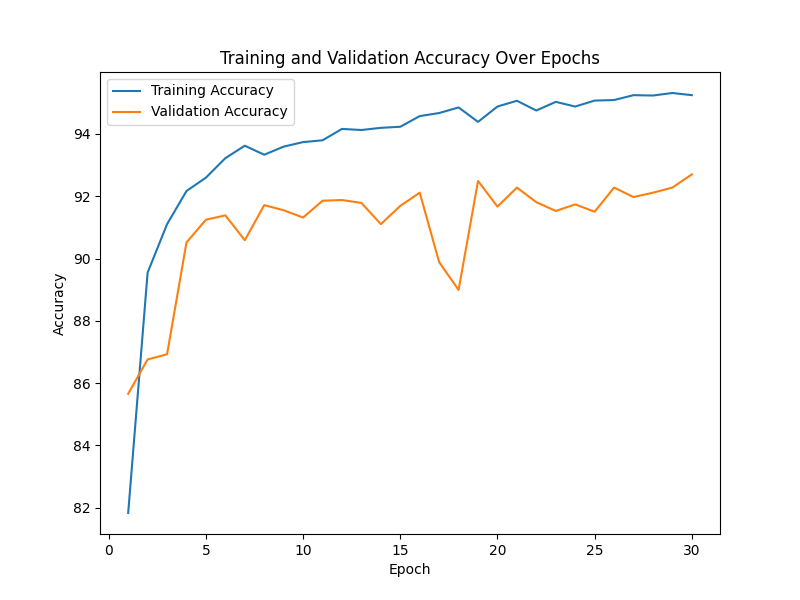 Training and Validation Accuracy Over Epochs
Training Accuracy
Validation Accuracy
94
92
90
88
86
84
82
Accuracy
0 5 10 15 20 25 30
Epoch